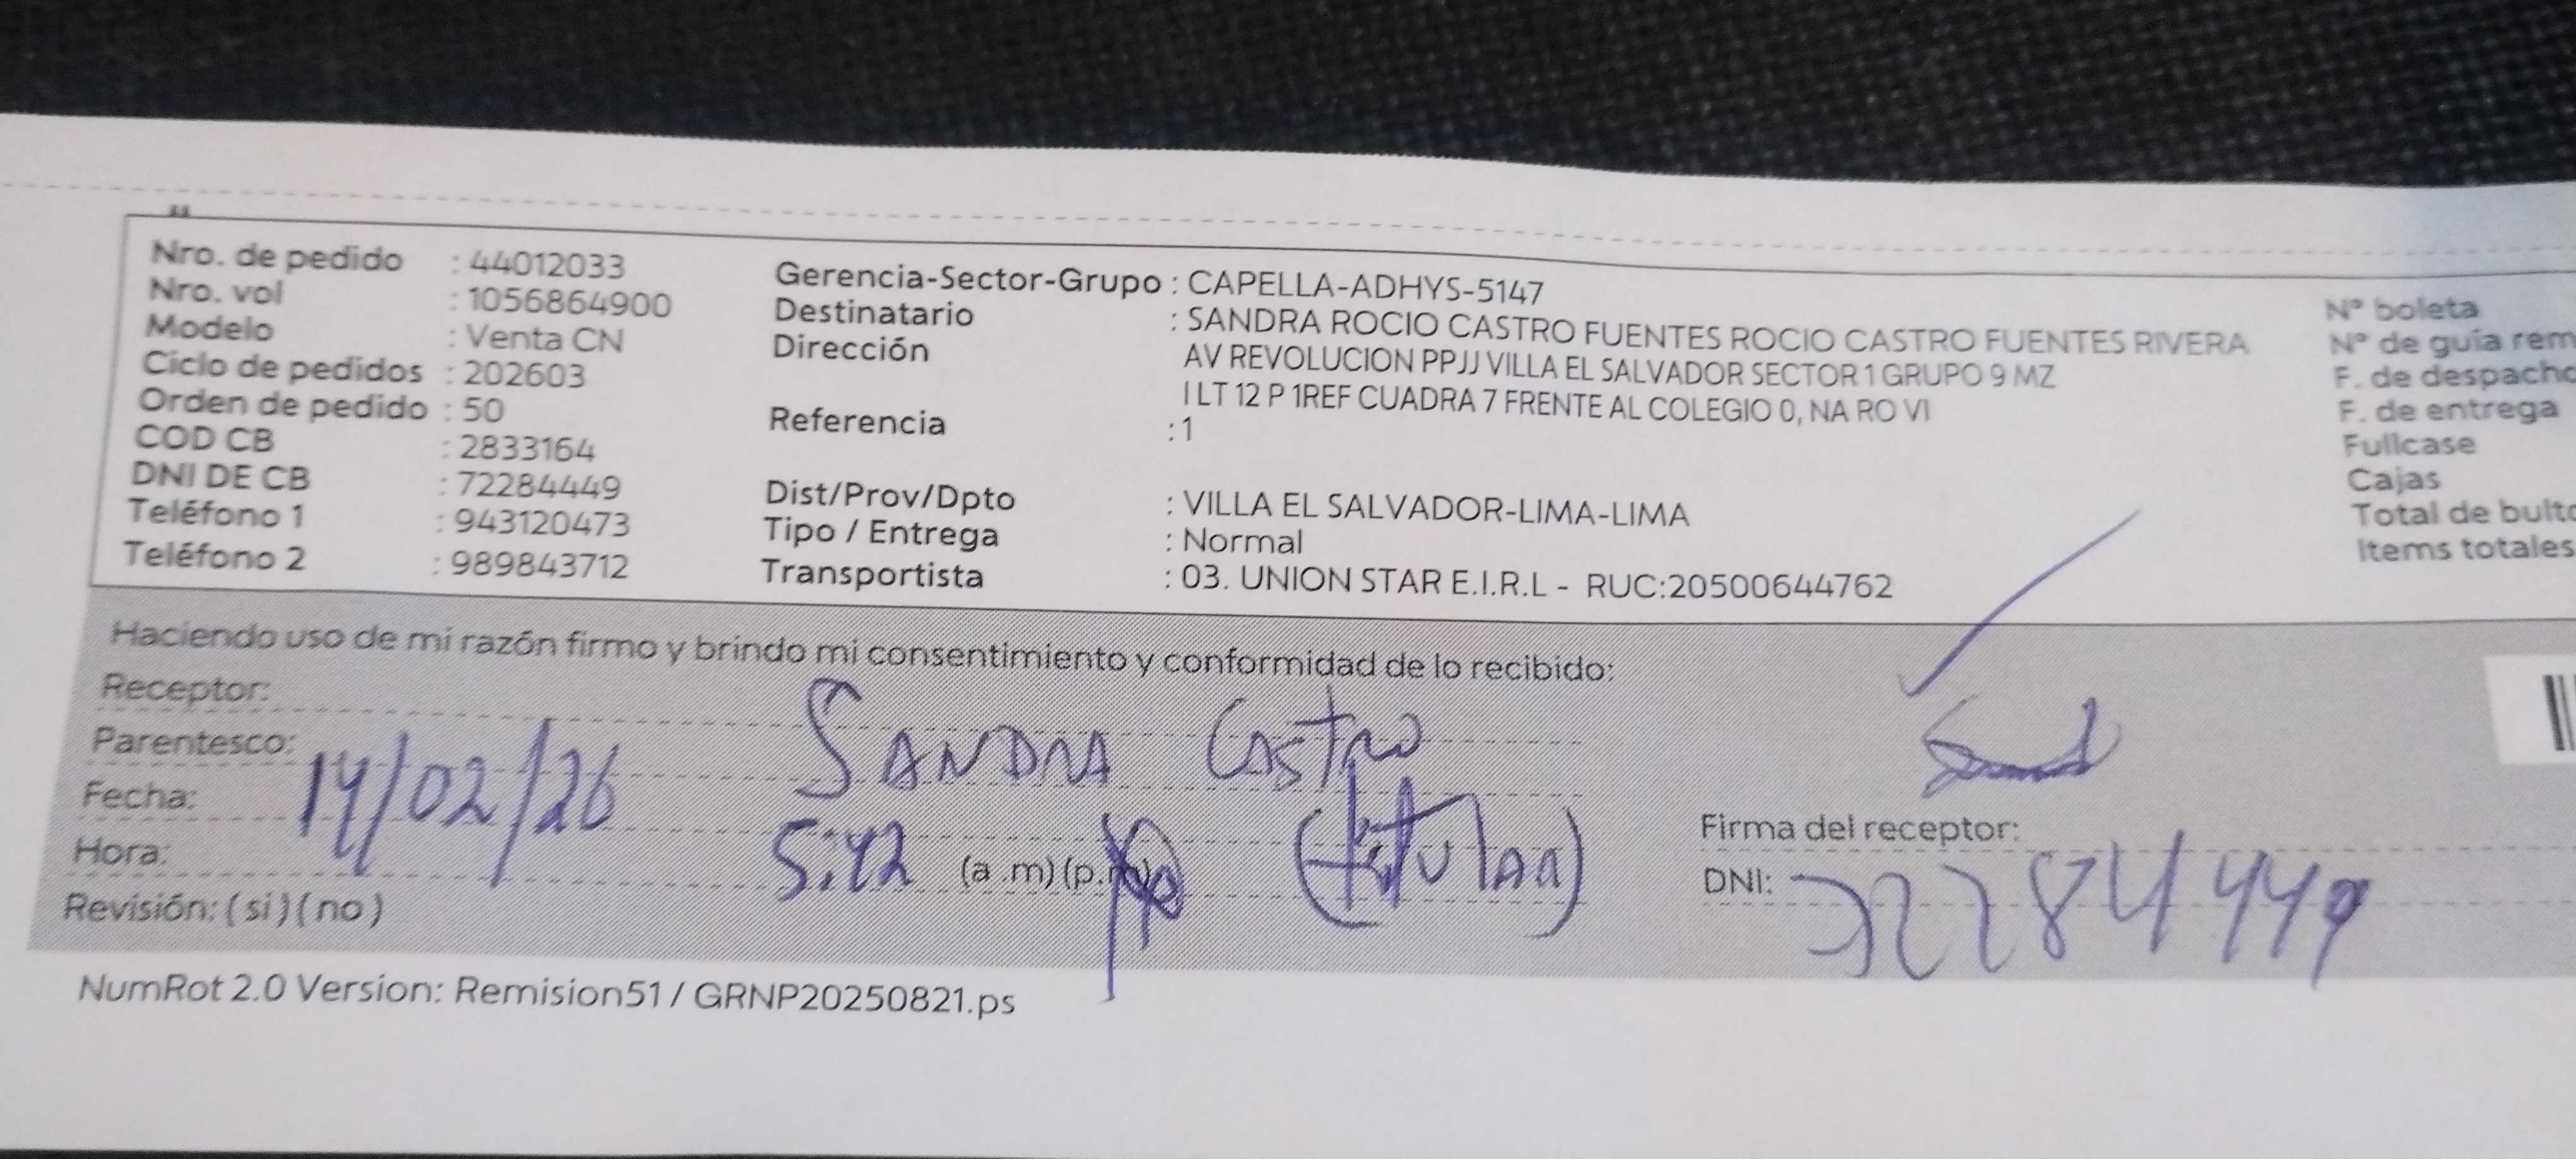 Nro. de pedido : 44012033
Nro. vol : 1056864900
Modelo : Venta CN
Ciclo de pedidos : 202603
Orden de pedido : 50
COD CB : 2833164
DNI DE CB : 72284449
Teléfono 1 : 943120473
Teléfono 2 : 989843712
Gerencia-Sector-Grupo : CAPELLA-ADHYS-5147
Destinatario : SANDRA ROCIO CASTRO FUENTES ROCIO CASTRO FUENTES RIVERA
Dirección AV REVOLUCION PPJJ VILLA EL SALVADOR SECTOR 1 GRUPO 9 MZ
I LT 12 P 1REF CUADRA 7 FRENTE AL COLEGIO 0, NA RO VI
Referencia : 1
Dist/Prov/Dpto : VILLA EL SALVADOR-LIMA-LIMA
Tipo / Entrega : Normal
Transportista : 03. UNION STAR E.I.R.L - RUC:20500644762
N° boleta
N° de guía rem
F. de despacho
F. de entrega
Fullcase
Cajas
Total de bulto
Items totales
Haciendo uso de mi razón firmo y brindo mi consentimiento y conformidad de lo recibido:
Receptor:
Parentesco: SANDRA Castro
Fecha: 14/02/26
Hora: 5:42 (a .m) (p.m) (titular)
Revisión: ( si ) ( no )
Firma del receptor:
DNI: 72284449
NumRot 2.0 Version: Remision51 / GRNP20250821.ps